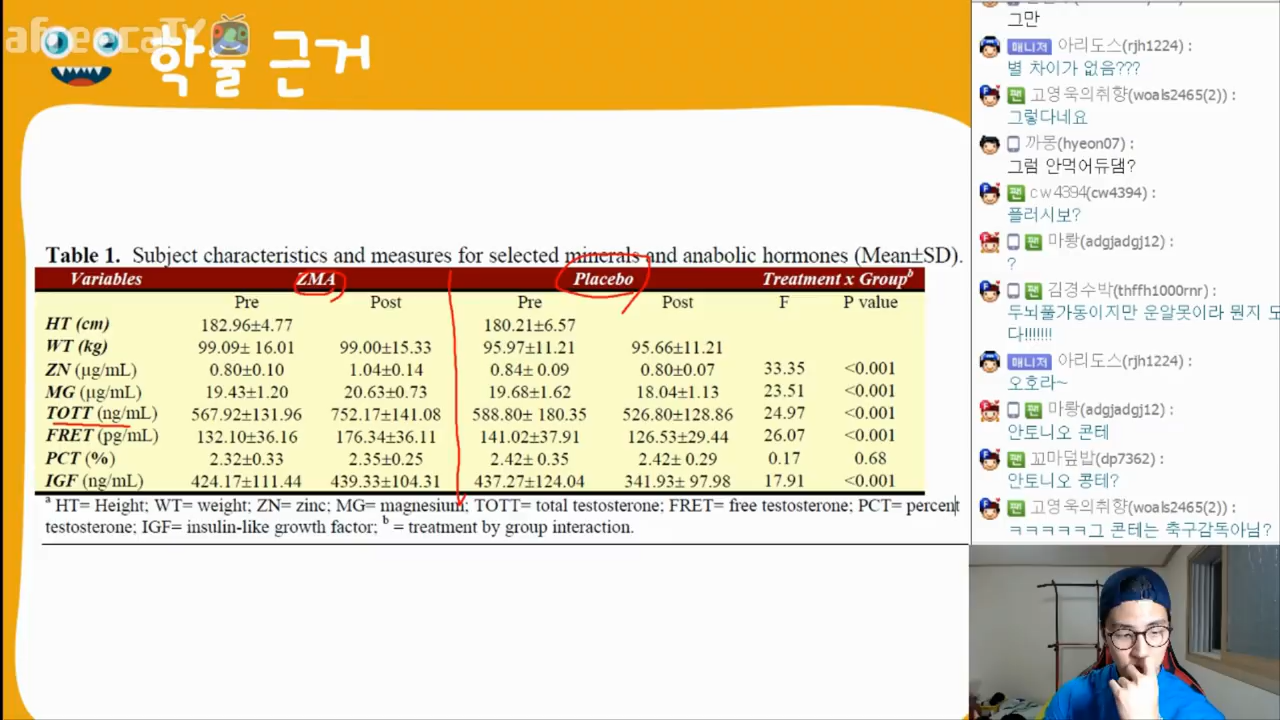 afreecaTV
학술 근거
Table 1. Subject characteristics and measures for selected minerals and anabolic hormones (Mean±SD).
Variables ZMA Placebo Treatment x Group^b
Pre Post Pre Post F P value
HT (cm) 182.96±4.77 180.21±6.57
WT (kg) 99.09± 16.01 99.00±15.33 95.97±11.21 95.66±11.21
ZN (µg/mL) 0.80±0.10 1.04±0.14 0.84± 0.09 0.80±0.07 33.35 <0.001
MG (µg/mL) 19.43±1.20 20.63±0.73 19.68±1.62 18.04±1.13 23.51 <0.001
TOTT (ng/mL) 567.92±131.96 752.17±141.08 588.80± 180.35 526.80±128.86 24.97 <0.001
FRET (pg/mL) 132.10±36.16 176.34±36.11 141.02±37.91 126.53±29.44 26.07 <0.001
PCT (%) 2.32±0.33 2.35±0.25 2.42± 0.35 2.42± 0.29 0.17 0.68
IGF (ng/mL) 424.17±111.44 439.33±104.31 437.27±124.04 341.93± 97.98 17.91 <0.001
a HT= Height; WT= weight; ZN= zinc; MG= magnesium; TOTT= total testosterone; FRET= free testosterone; PCT= percent
testosterone; IGF= insulin-like growth factor; b = treatment by group interaction.
그만
매니저 아리도스(rjh1224) :
별 차이가 없음???
팬 고영욱의취향(woals2465(2)) :
그렇다네요
까몽(hyeon07) :
그럼 안먹어듀댐?
팬 cw4394(cw4394) :
플러시보?
팬 마뢍(adgjadgj12) :
?
팬 김경수박(thffh1000rnr) :
두뇌풀가동이지만 운알못이라 뭔지 모
다!!!!!!!
매니저 아리도스(rjh1224) :
오호라~
팬 마뢍(adgjadgj12) :
안토니오 콘테
팬 꼬마덮밥(dp7362) :
안토니오 콩테?
팬 고영욱의취향(woals2465(2)) :
ㅋㅋㅋㅋㅋ그 콘테는 축구감독아님?